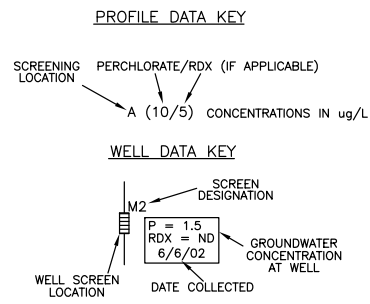 PROFILE DATA KEY
SCREENING
LOCATION
PERCHLORATE/RDX (IF APPLICABLE)
A (10/5) CONCENTRATIONS IN ug/L
WELL DATA KEY
SCREEN
DESIGNATION
M2
P = 1.5
RDX = ND
6/6/02
GROUNDWATER
CONCENTRATION
AT WELL
WELL SCREEN
LOCATION
DATE COLLECTED